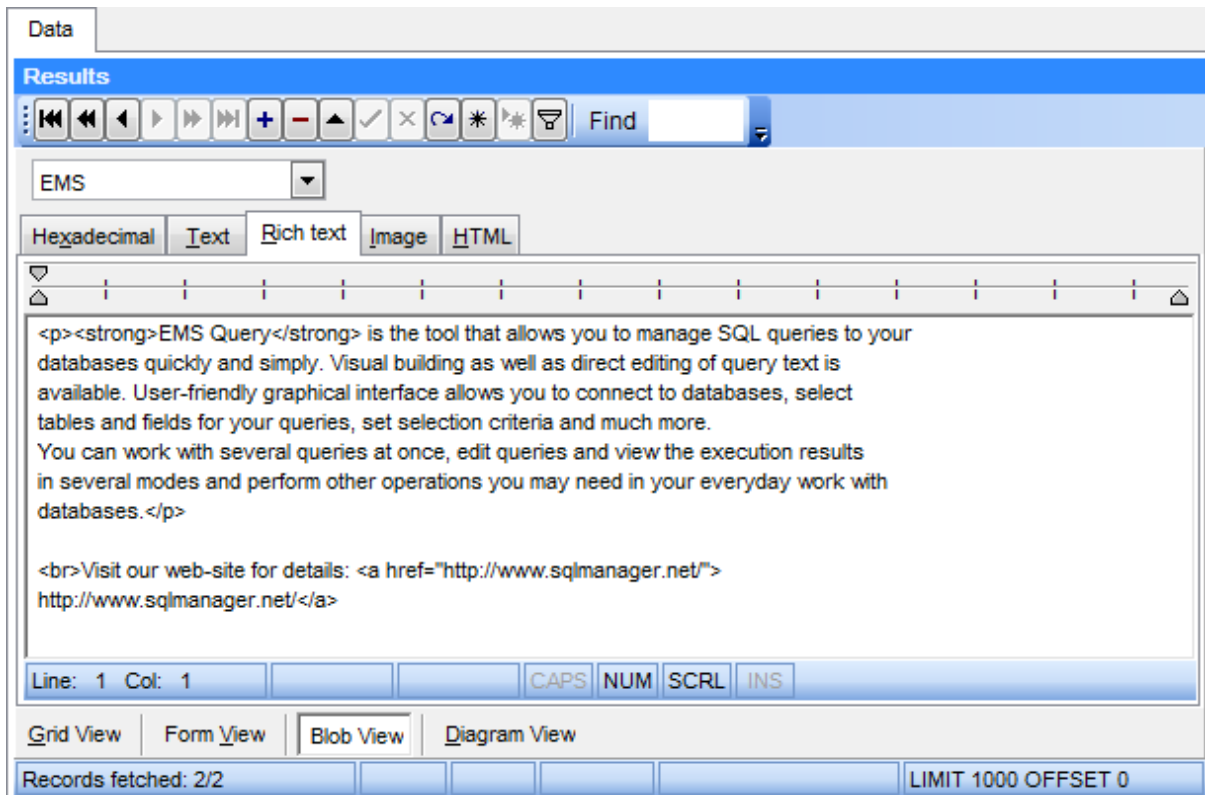 Data
Results
Find
EMS
Hexadecimal Text Rich text Image HTML
<p><strong>EMS Query</strong> is the tool that allows you to manage SQL queries to your
databases quickly and simply. Visual building as well as direct editing of query text is
available. User-friendly graphical interface allows you to connect to databases, select
tables and fields for your queries, set selection criteria and much more.
You can work with several queries at once, edit queries and view the execution results
in several modes and perform other operations you may need in your everyday work with
databases.</p>
<br>Visit our web-site for details: <a href="http://www.sqlmanager.net/">
http://www.sqlmanager.net/</a>
Line: 1 Col: 1 CAPS NUM SCRL INS
Grid View Form View Blob View Diagram View
Records fetched: 2/2 LIMIT 1000 OFFSET 0